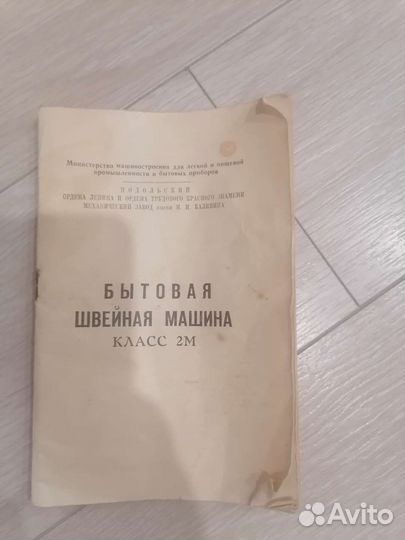 Министерство машиностроения для легкой и пищевой
промышленности и бытовых приборов
ПОДОЛЬСКИЙ
ОРДЕНА ЛЕНИНА И ОРДЕНА ТРУДОВОГО КРАСНОГО ЗНАМЕНИ
МЕХАНИЧЕСКИЙ ЗАВОД имени М. И. КАЛИНИНА
БЫТОВАЯ
ШВЕЙНАЯ МАШИНА
КЛАСС 2М
Avito